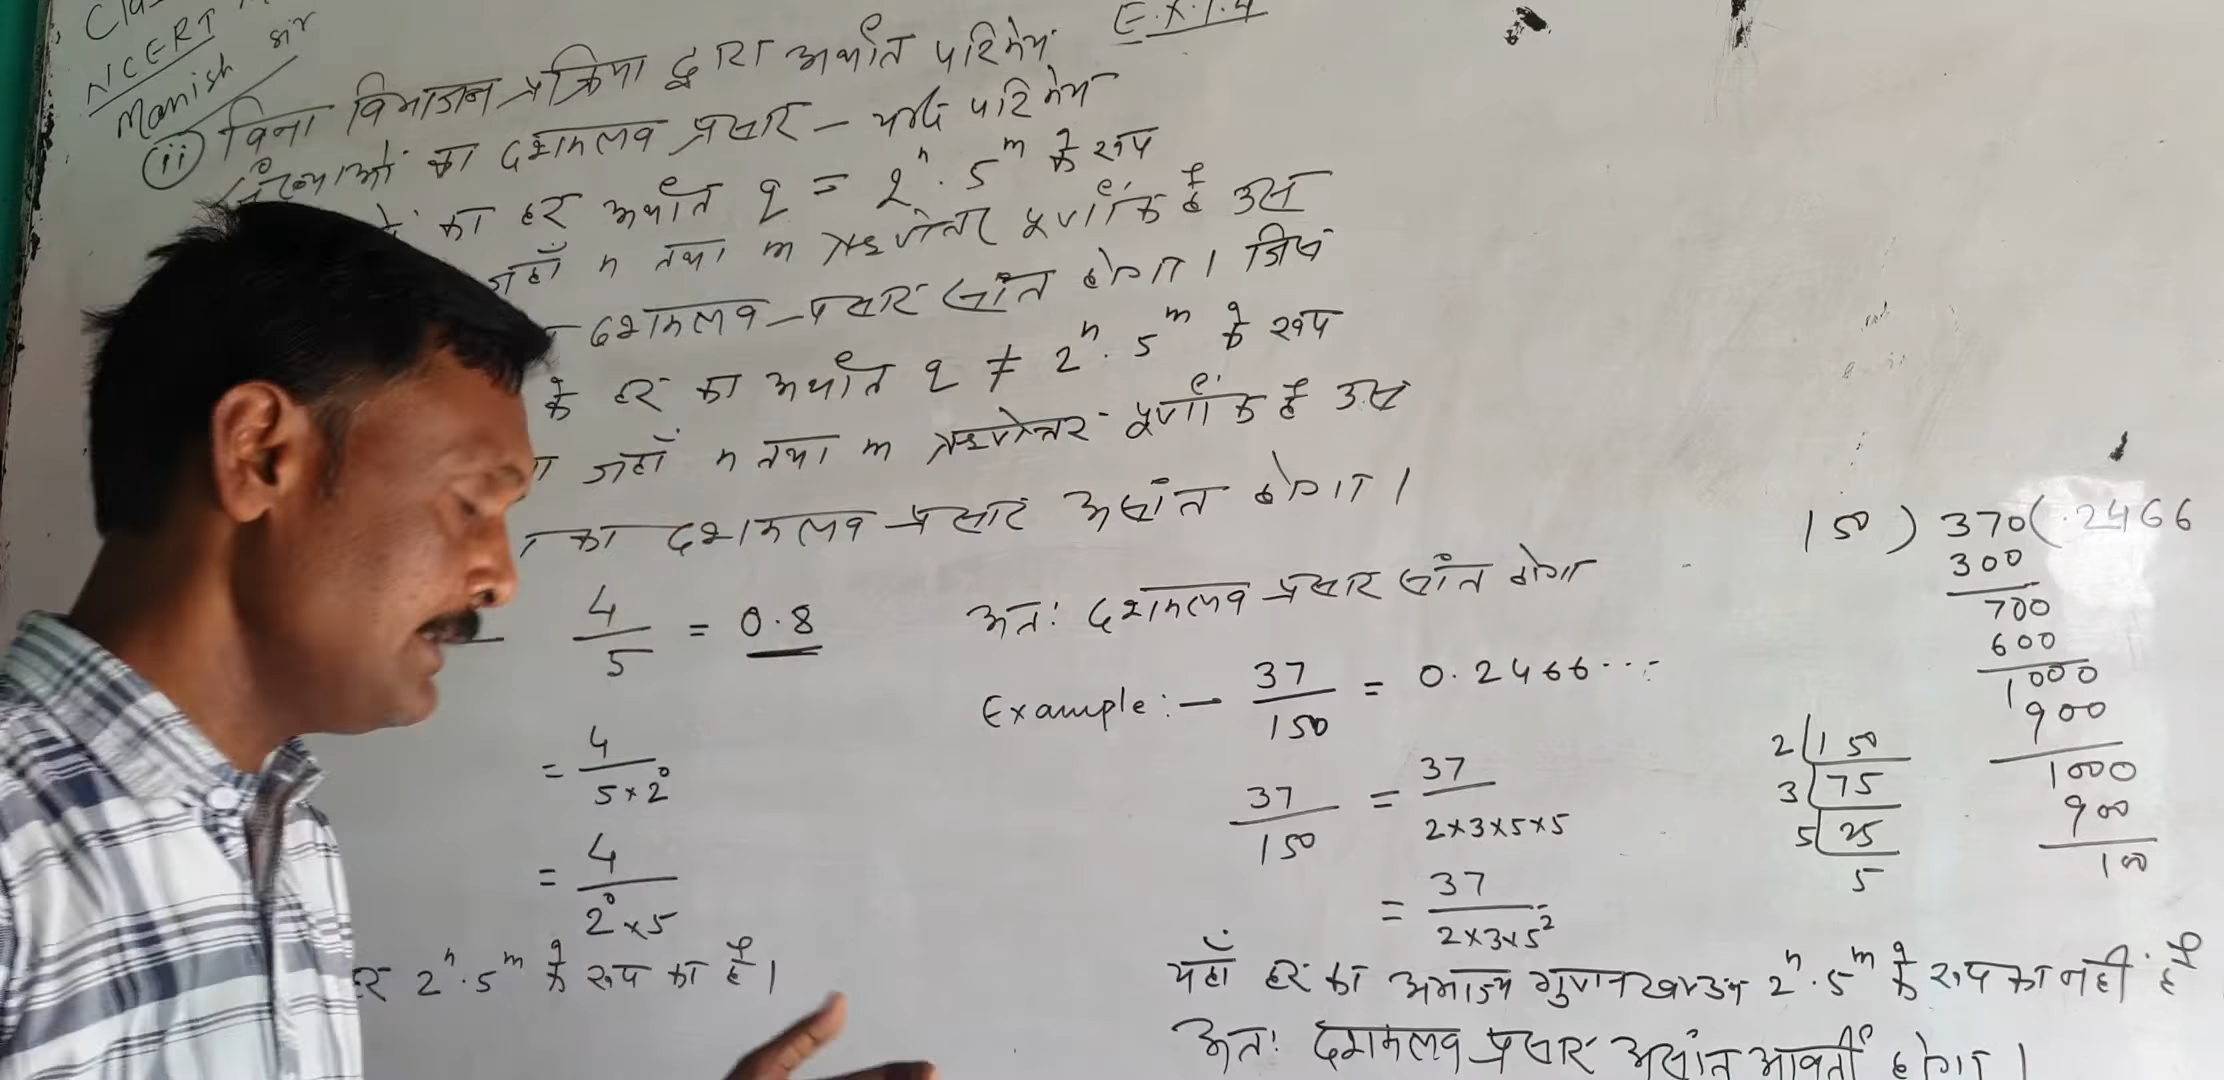 NCERT
Manish sir
Ex.1.4
(ii) बिना विभाजन प्रक्रिया द्वारा अर्थात परिमेय
संख्याओं का दशमलव प्रसार – यदि परिमेय
का हर अर्थात q = 2ⁿ . 5ᵐ के रूप
जहाँ n तथा m ऋणेत्तर पूर्णांक है उस
दशमलव प्रसार सांत होगा। जिस
के हर का अर्थात q ≠ 2ⁿ . 5ᵐ के रूप
जहाँ n तथा m ऋणेत्तर पूर्णांक है उस
का दशमलव प्रसार असांत होगा।
4/5 = 0.8
= 4/(5×2⁰)
= 4/(2⁰×5)
हर 2ⁿ.5ᵐ के रूप का है।
अतः दशमलव प्रसार सांत होगा
Example :– 37/150 = 0.2466...
37/150 = 37/(2×3×5×5)
= 37/(2×3×5²)
यहाँ हर का अभाज्य गुणनखण्डन 2ⁿ.5ᵐ के रूप का नहीं है
अतः दशमलव प्रसार असांत आवर्ती होगा।
150 ) 370 ( .2466
300
700
600
1000
900
1000
900
100
2 | 150
3 | 75
5 | 25
5